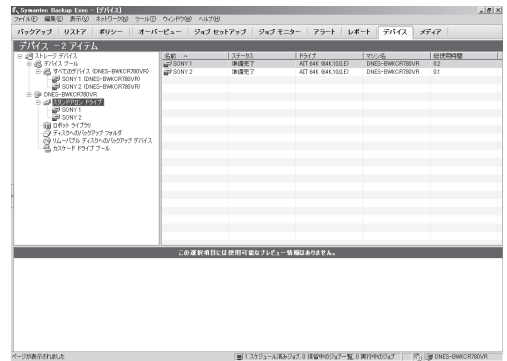 Symantec Backup Exec - [デバイス]
ファイル(F) 編集(E) 表示(V) ネットワーク(N) ツール(T) ウィンドウ(W) ヘルプ(H)
バックアップ リストア ポリシー オーバービュー ジョブ セットアップ ジョブ モニター アラート レポート デバイス メディア
デバイス - 2 アイテム
ストレージ デバイス
デバイス プール
すべてのデバイス (DNES-BWKCR780VR)
SONY 1 (DNES-BWKCR780VR)
SONY 2 (DNES-BWKCR780VR)
DNES-BWKCR780VR
スタンドアロン ドライブ
SONY 1
SONY 2
ロボット ライブラリ
ディスクへのバックアップ フォルダ
リムーバブル ディスクへのバックアップ デバイス
カスケード ドライブ プール
名前 ステータス ドライブ マシン名 総使用時間
SONY 1 準備完了 AIT 64K (64K,10,0,E) DNES-BWKCR780VR 0.2
SONY 2 準備完了 AIT 64K (64K,10,0,E) DNES-BWKCR780VR 0.1
この選択項目には使用可能なプレビュー情報はありません。
ページが表示されました
1 スケジュール済みジョブ, 0 保留中のジョブ一覧, 0 実行中のジョブ DNES-BWKCR780VR